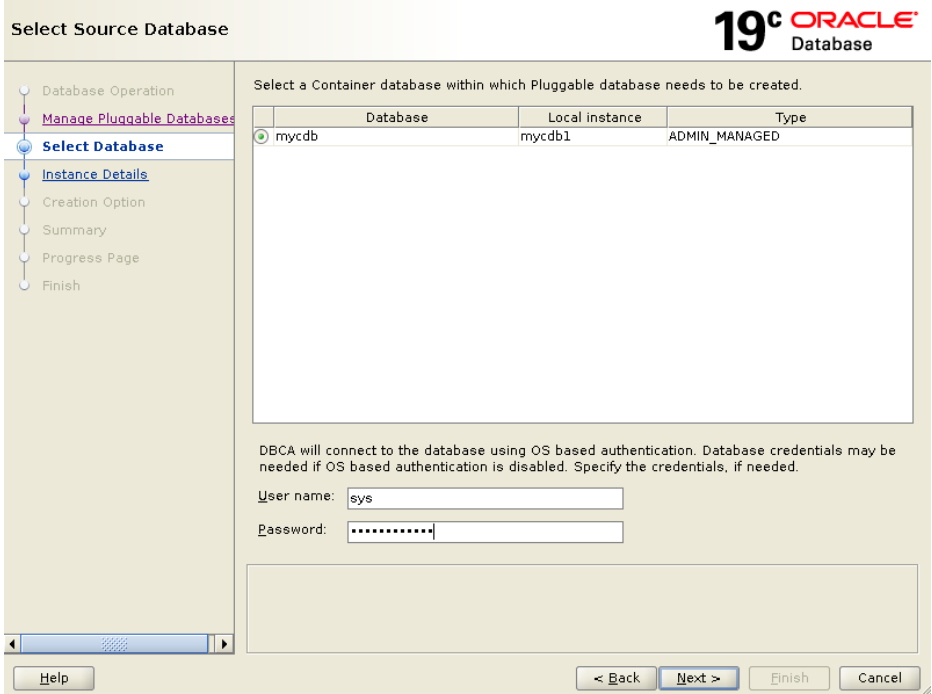 Select Source Database
19c ORACLE
Database
Database Operation
Manage Pluggable Databases
Select Database
Instance Details
Creation Option
Summary
Progress Page
Finish
Select a Container database within which Pluggable database needs to be created.
Database Local instance Type
mycdb mycdb1 ADMIN_MANAGED
DBCA will connect to the database using OS based authentication. Database credentials may be
needed if OS based authentication is disabled. Specify the credentials, if needed.
User name: sys
Password: ••••••••••••
Help < Back Next > Finish Cancel